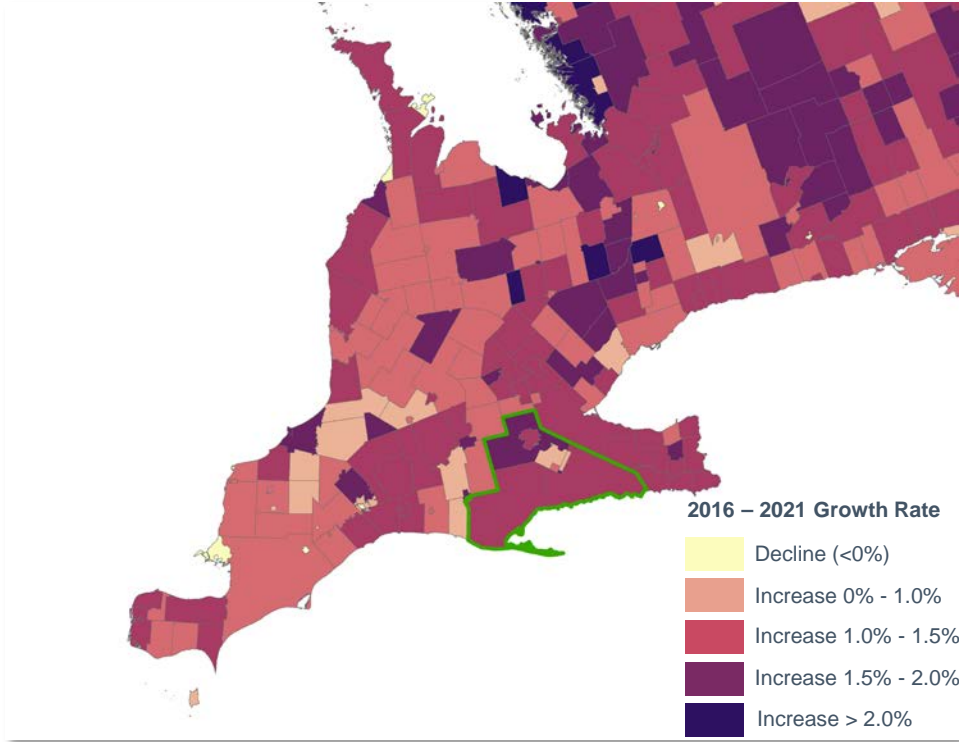 2016 – 2021 Growth Rate
Decline (<0%)
Increase 0% - 1.0%
Increase 1.0% - 1.5%
Increase 1.5% - 2.0%
Increase > 2.0%